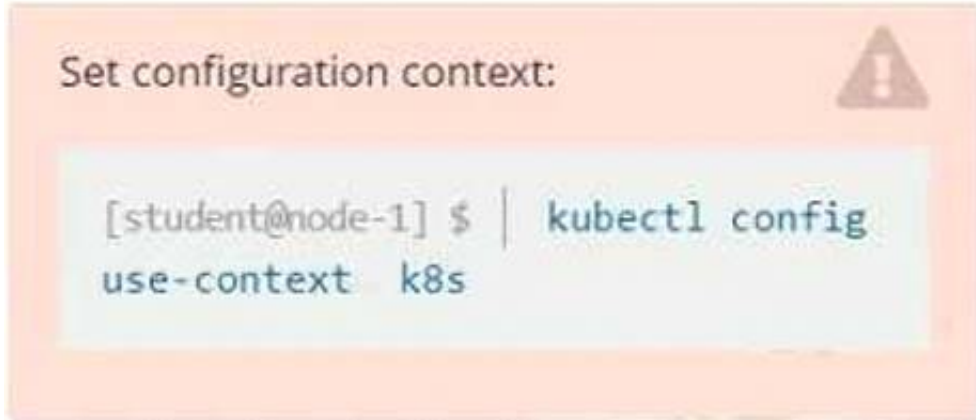 Set configuration context:
[student@node-1] $ | kubectl config
use-context k8s